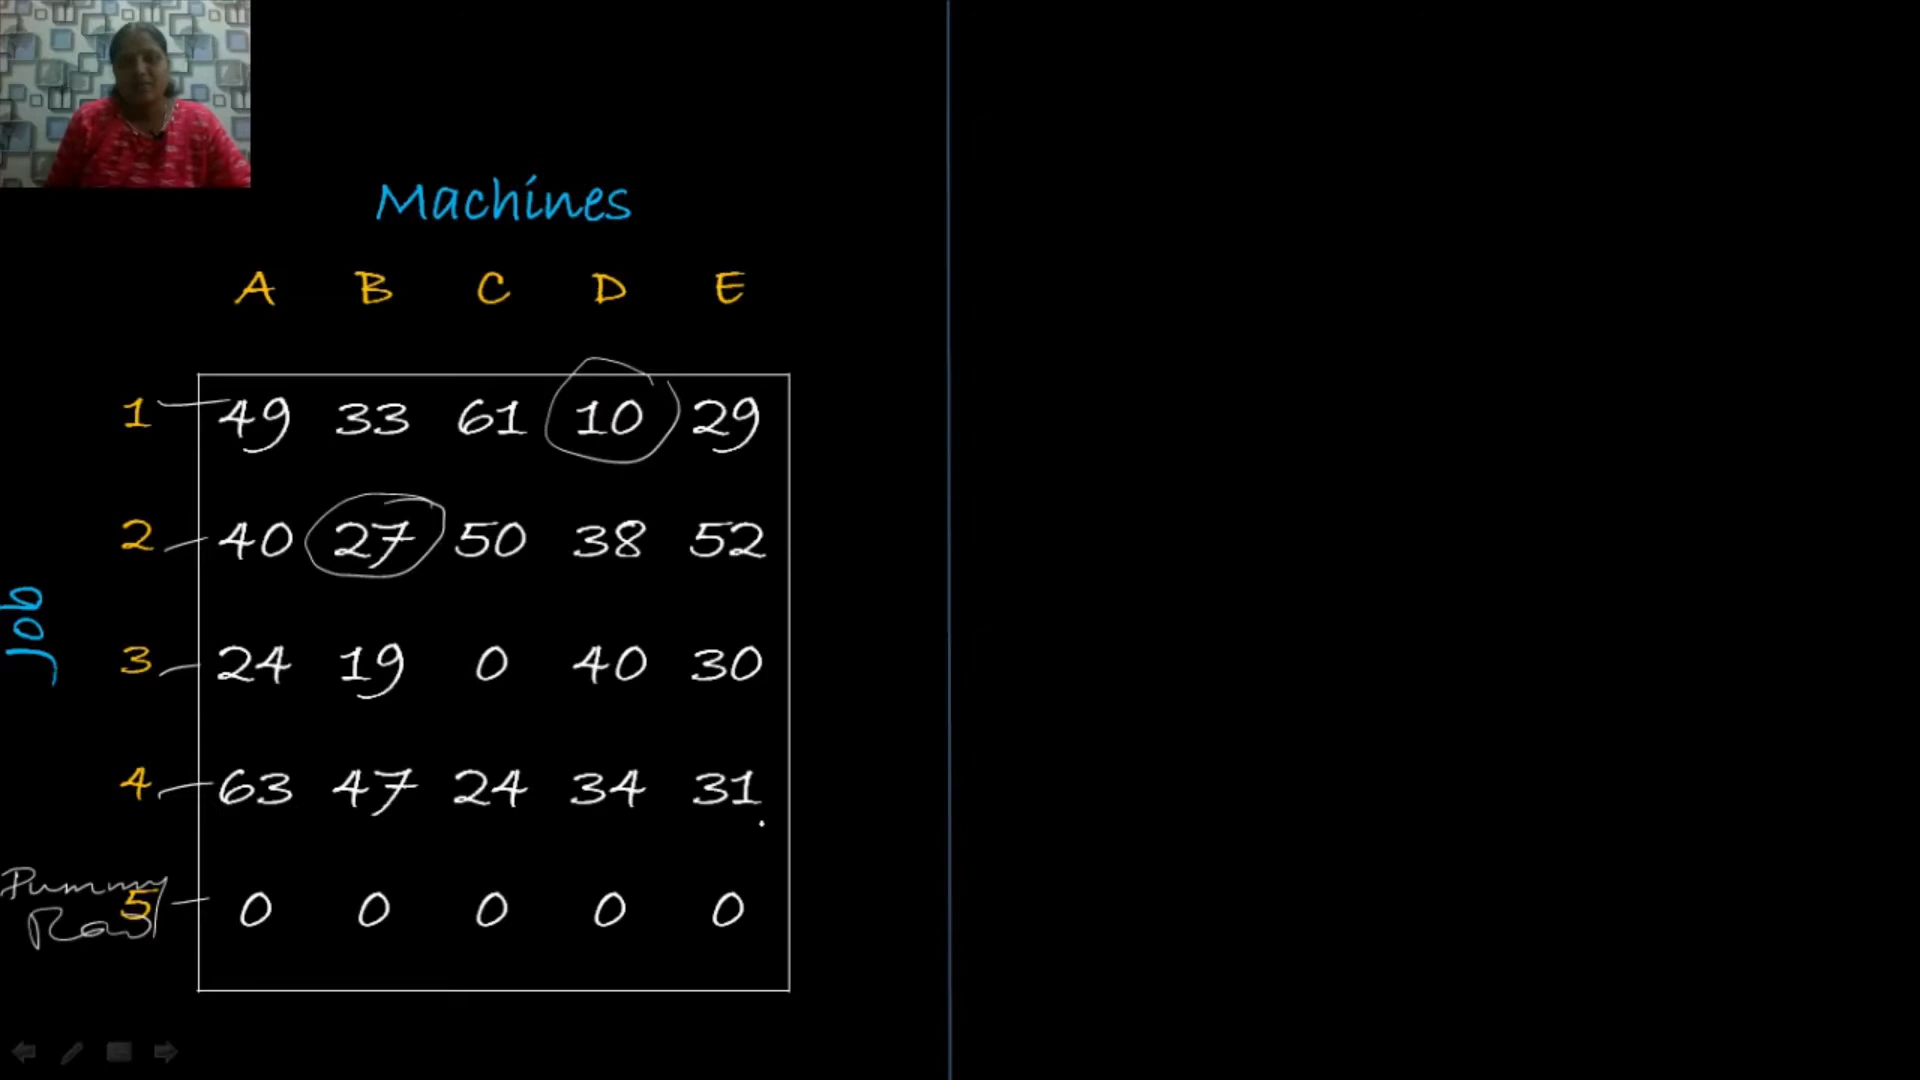 Machines
A B C D E
1 49 33 61 10 29
2 40 27 50 38 52
Job
3 24 19 0 40 30
4 63 47 24 34 31
Dummy
5 0 0 0 0 0
Row